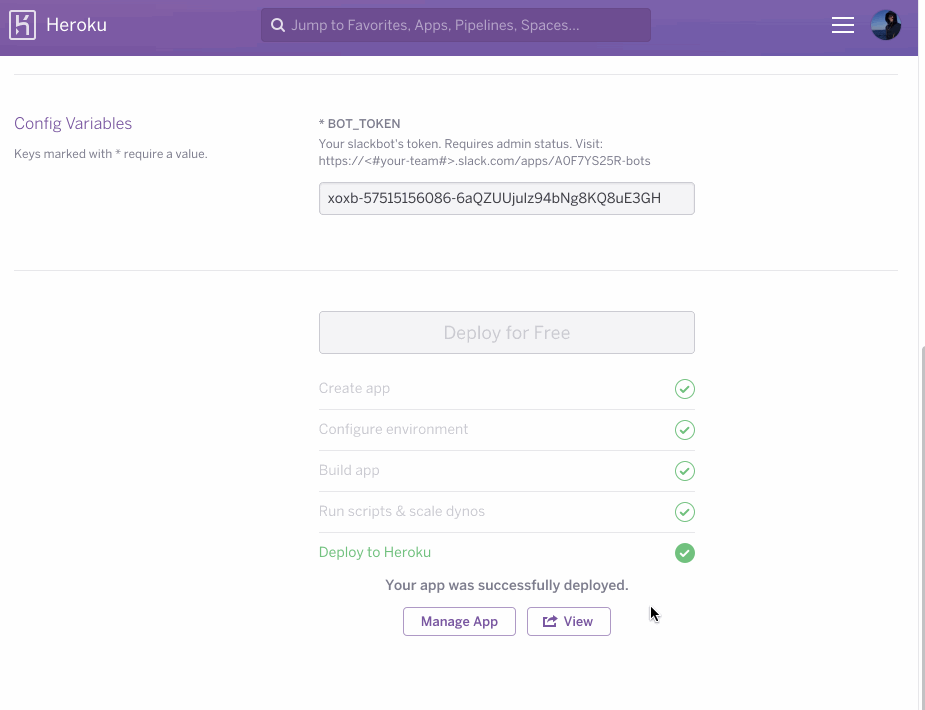 Heroku
Jump to Favorites, Apps, Pipelines, Spaces...
Config Variables
Keys marked with * require a value.
* BOT_TOKEN
Your slackbot's token. Requires admin status. Visit:
https://<#your-team#>.slack.com/apps/A0F7YS25R-bots
xoxb-57515156086-6aQZUUjuIz94bNg8KQ8uE3GH
Deploy for Free
Create app
Configure environment
Build app
Run scripts & scale dynos
Deploy to Heroku
Your app was successfully deployed.
Manage App
View